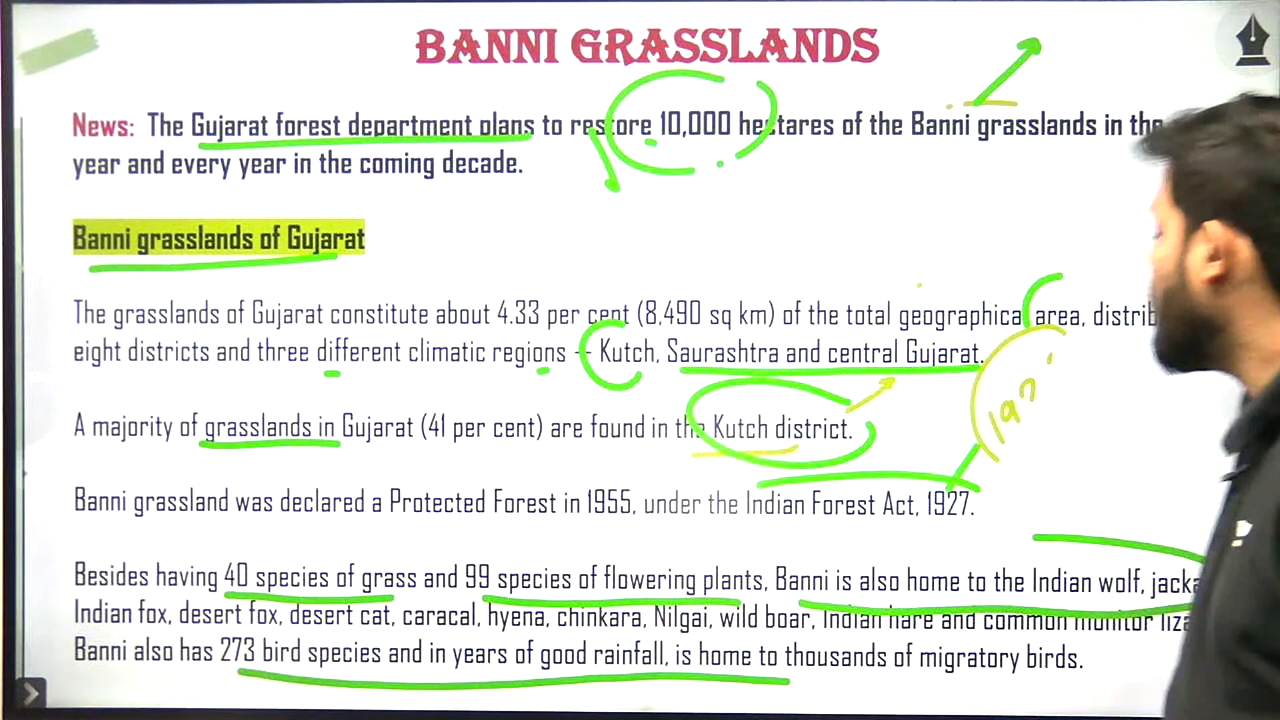 BANNI GRASSLANDS
News: The Gujarat forest department plans to restore 10,000 hectares of the Banni grasslands in the
year and every year in the coming decade.
Banni grasslands of Gujarat
The grasslands of Gujarat constitute about 4.33 per cent (8,490 sq km) of the total geographical area,
eight districts and three different climatic regions – Kutch, Saurashtra and central Gujarat.
A majority of grasslands in Gujarat (41 per cent) are found in the Kutch district.
Banni grassland was declared a Protected Forest in 1955, under the Indian Forest Act, 1927.
Besides having 40 species of grass and 99 species of flowering plants, Banni is also home to the Indian wolf,
Indian fox, desert fox, desert cat, caracal, hyena, chinkara, Nilgai, wild boar, Indian hare and common monitor
Banni also has 273 bird species and in years of good rainfall, is home to thousands of migratory birds.